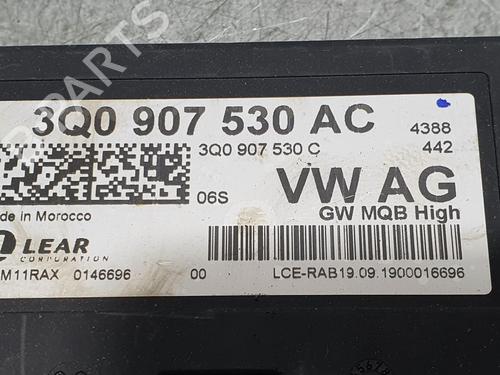 3Q0 907 530 AC
4388
3Q0 907 530 C
442
06S
VW AG
de in Morocco
GW MQB High
LEAR
CORPORATION
M11RAX 0146696 00 LCE-RAB19.09.1900016696
PARTS